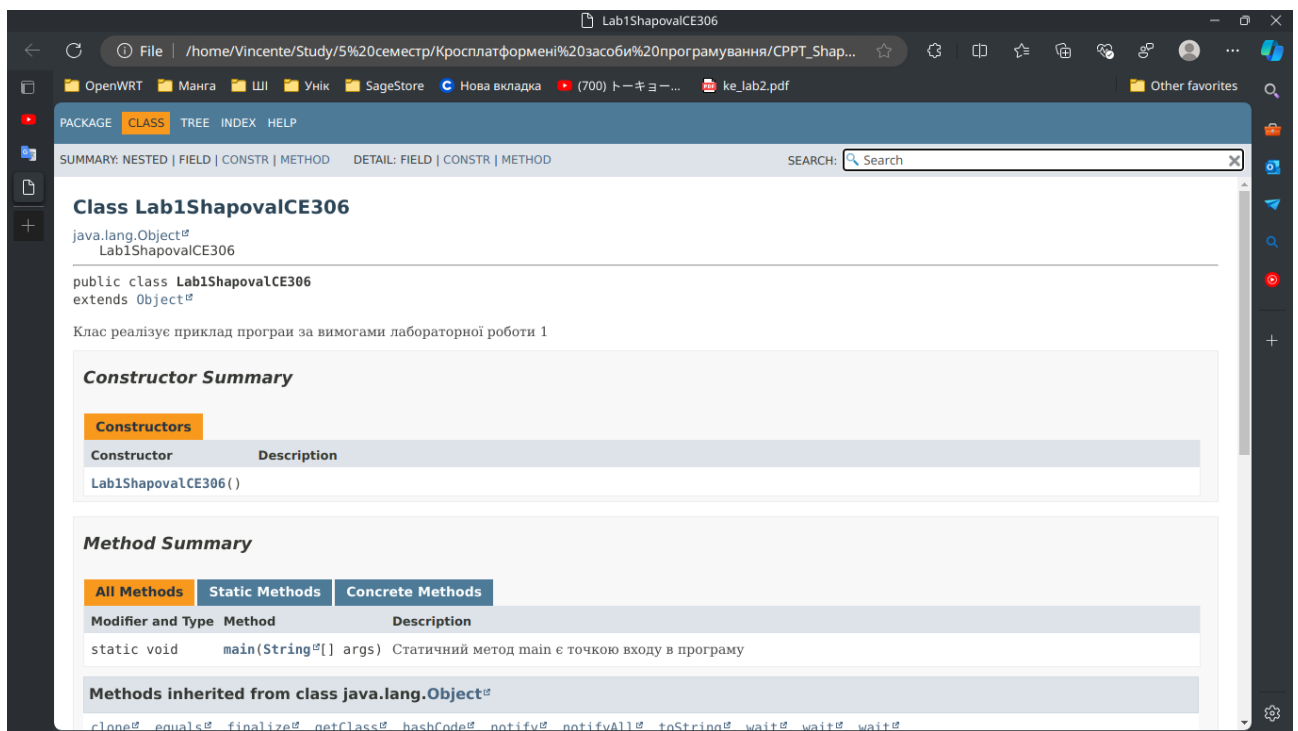 Lab1ShapovalCE306
File /home/Vincente/Study/5%20семестр/Кросплатформені%20засоби%20програмування/CPPT_Shap...
OpenWRT Манга ШІ Унік SageStore Нова вкладка (700) トーキョー... ke_lab2.pdf Other favorites
PACKAGE CLASS TREE INDEX HELP
SUMMARY: NESTED | FIELD | CONSTR | METHOD DETAIL: FIELD | CONSTR | METHOD SEARCH: Search
Class Lab1ShapovalCE306
java.lang.Object
Lab1ShapovalCE306
public class Lab1ShapovalCE306
extends Object
Клас реалізує приклад програи за вимогами лабораторної роботи 1
Constructor Summary
Constructors
Constructor Description
Lab1ShapovalCE306()
Method Summary
All Methods Static Methods Concrete Methods
Modifier and Type Method Description
static void main(String[] args) Статичний метод main є точкою входу в програму
Methods inherited from class java.lang.Object
clone equals finalize getClass hashCode notify notifyAll toString wait wait wait